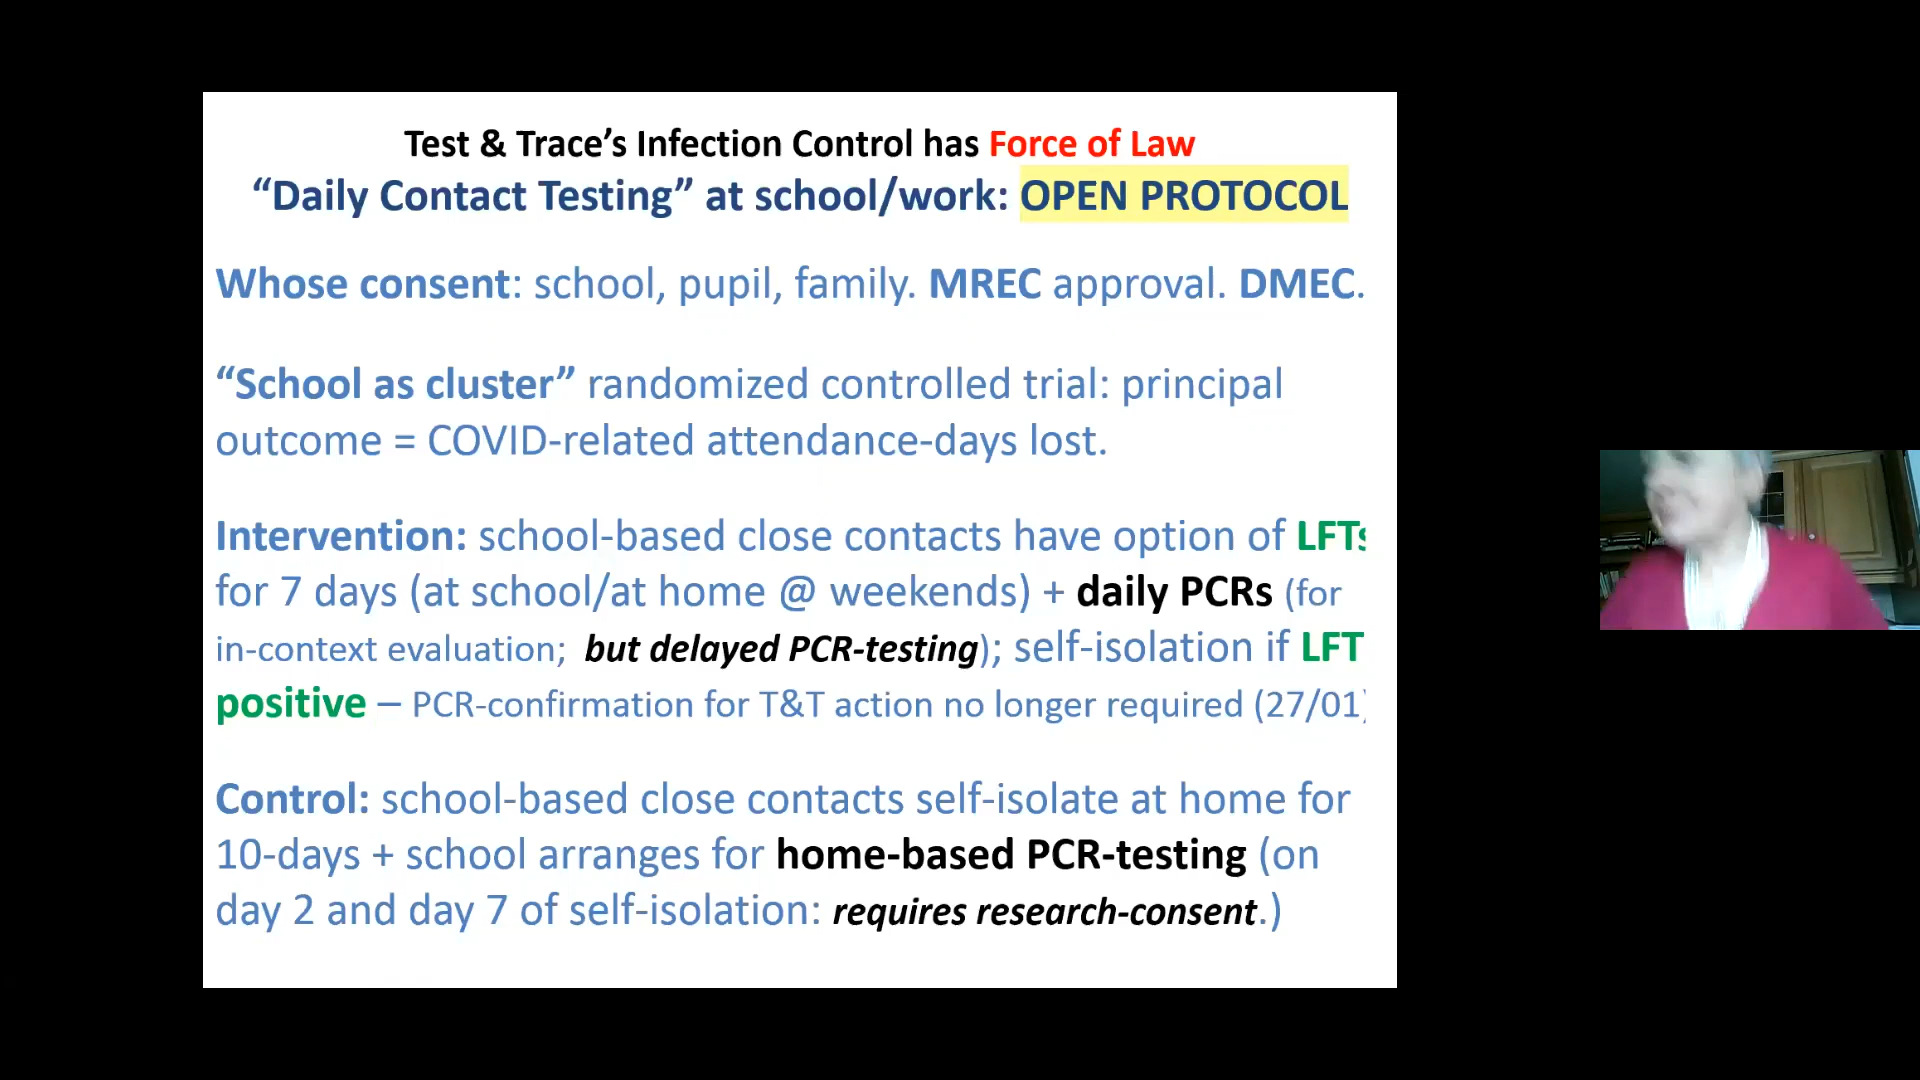 Test & Trace’s Infection Control has Force of Law
“Daily Contact Testing” at school/work: OPEN PROTOCOL
Whose consent: school, pupil, family. MREC approval. DMEC.
“School as cluster” randomized controlled trial: principal
outcome = COVID-related attendance-days lost.
Intervention: school-based close contacts have option of LFTs
for 7 days (at school/at home @ weekends) + daily PCRs (for
in-context evaluation; but delayed PCR-testing); self-isolation if LFT
positive – PCR-confirmation for T&T action no longer required (27/01)
Control: school-based close contacts self-isolate at home for
10-days + school arranges for home-based PCR-testing (on
day 2 and day 7 of self-isolation: requires research-consent.)